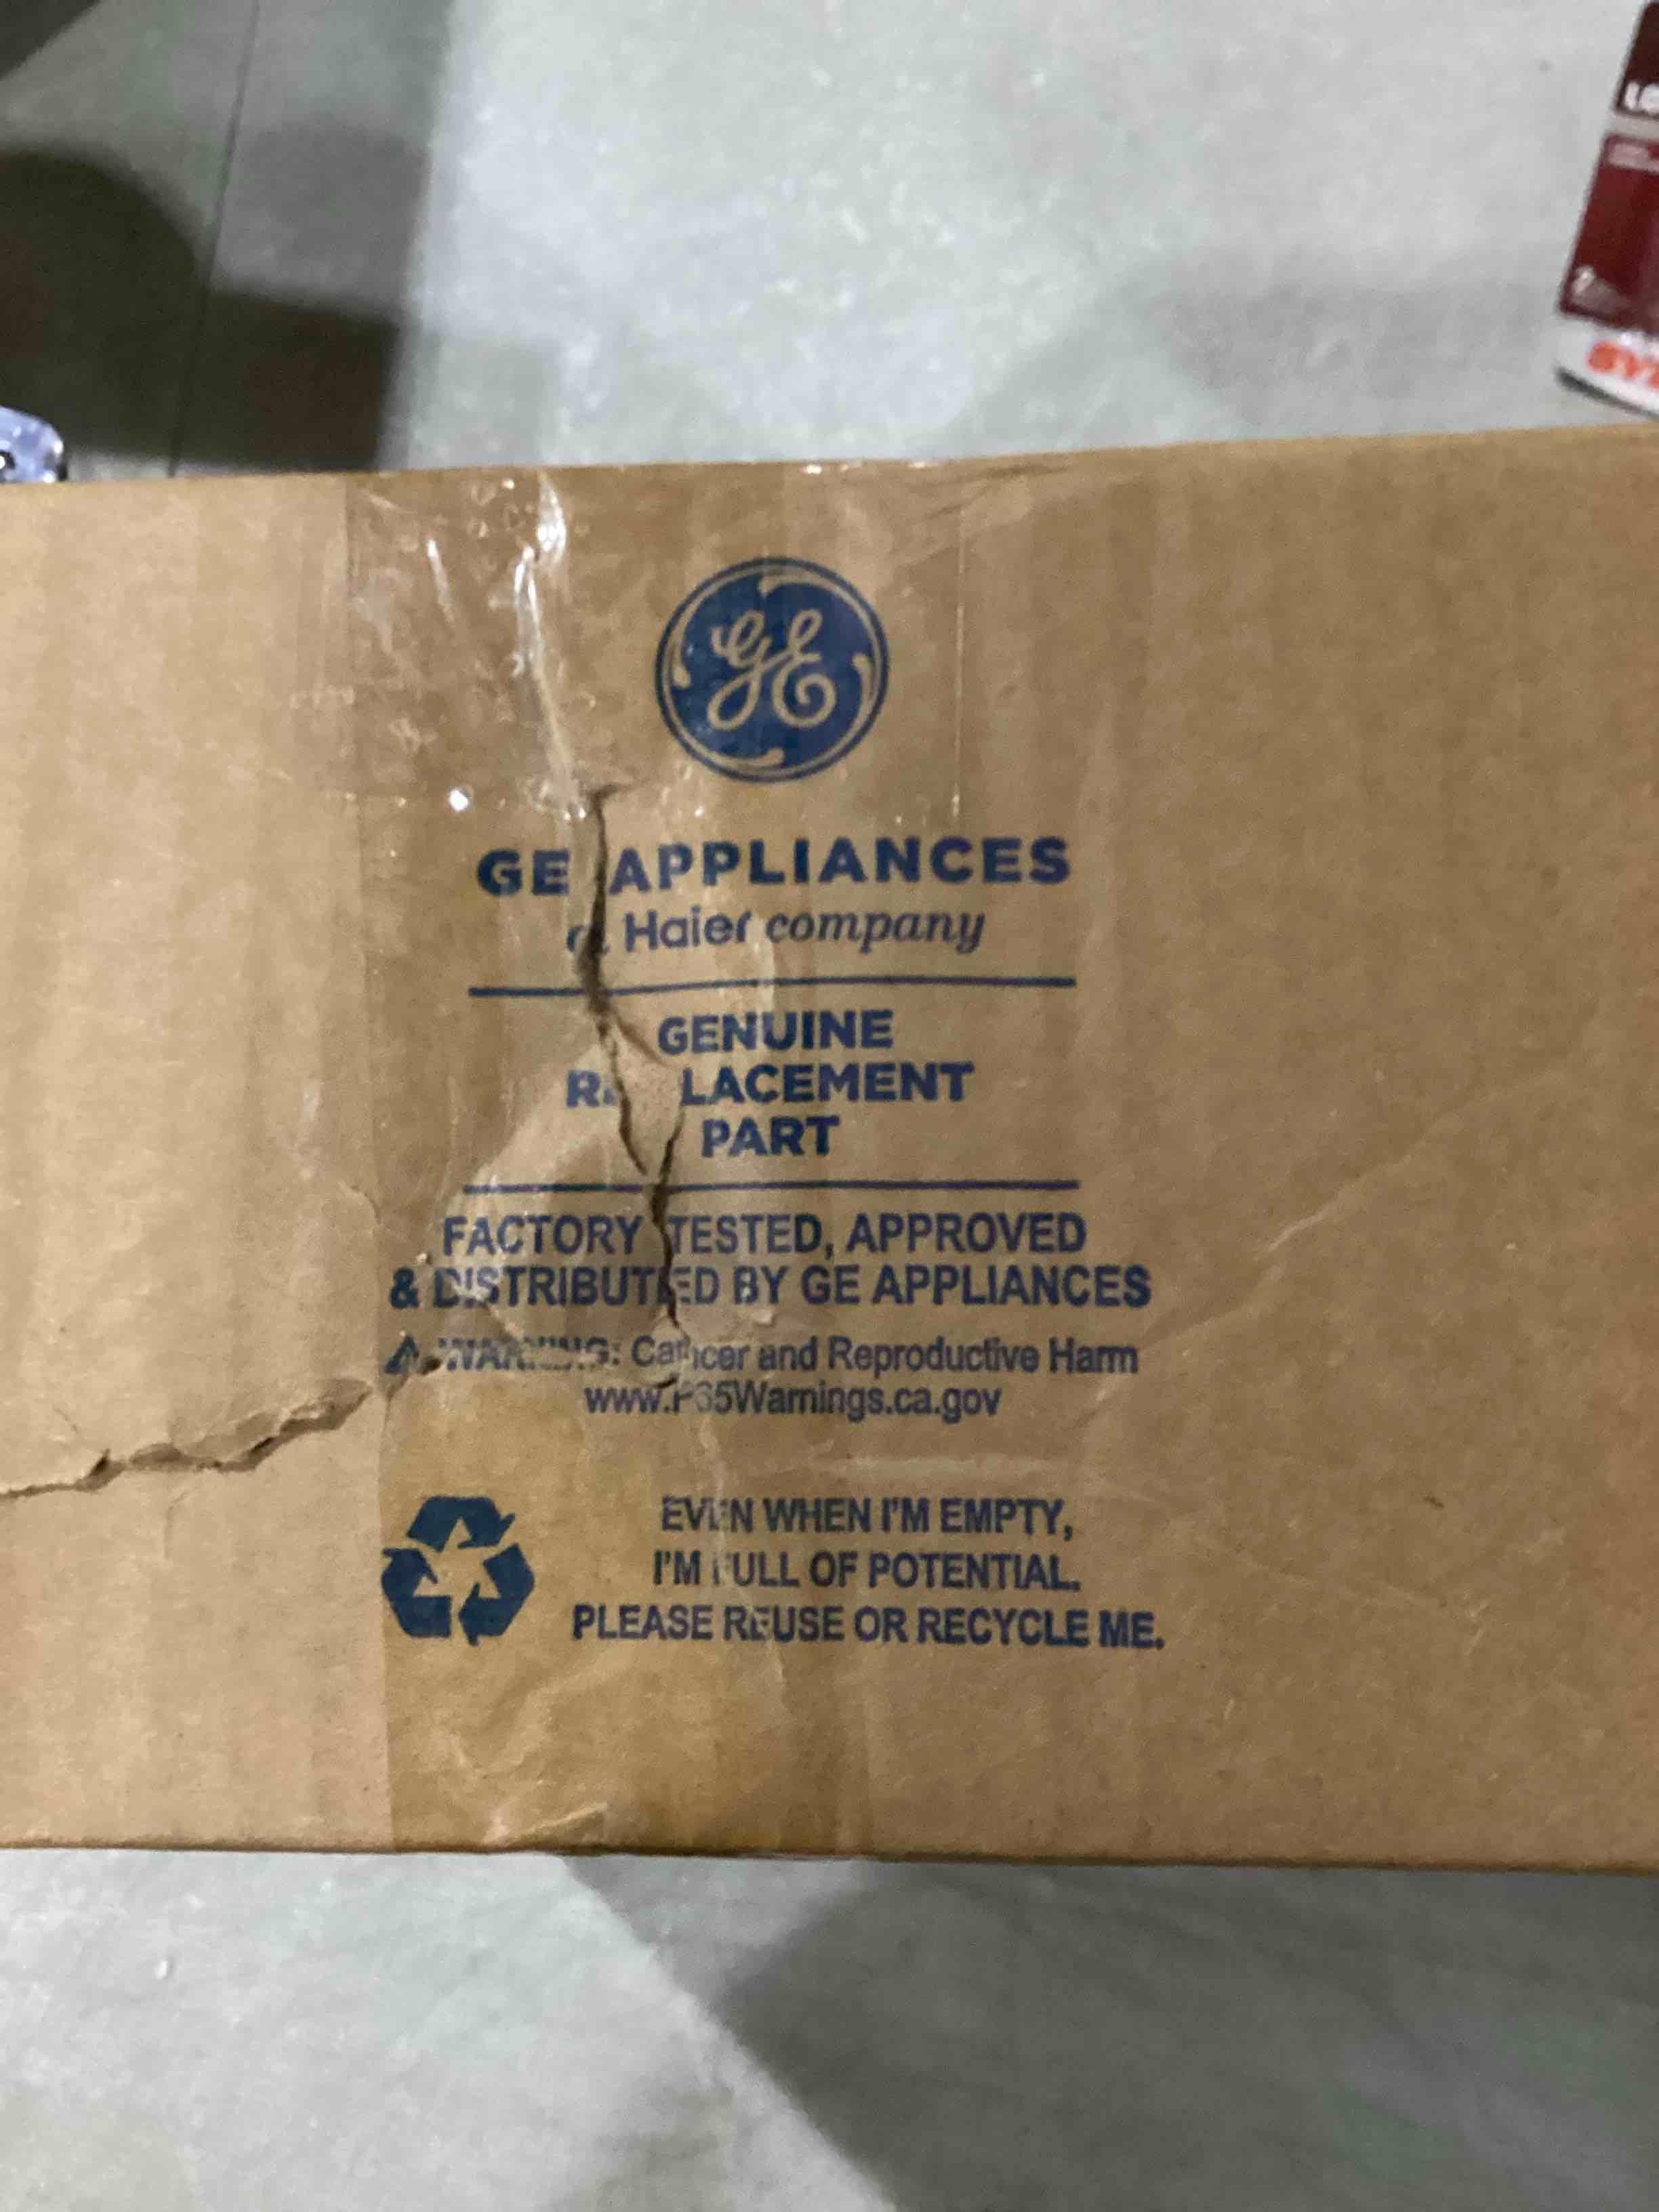 GE
GE APPLIANCES
a Haier company
GENUINE
REPLACEMENT
PART
FACTORY TESTED, APPROVED
& DISTRIBUTED BY GE APPLIANCES
⚠ WARNING: Cancer and Reproductive Harm
www.P65Warnings.ca.gov
EVEN WHEN I'M EMPTY,
I'M FULL OF POTENTIAL.
PLEASE REUSE OR RECYCLE ME.